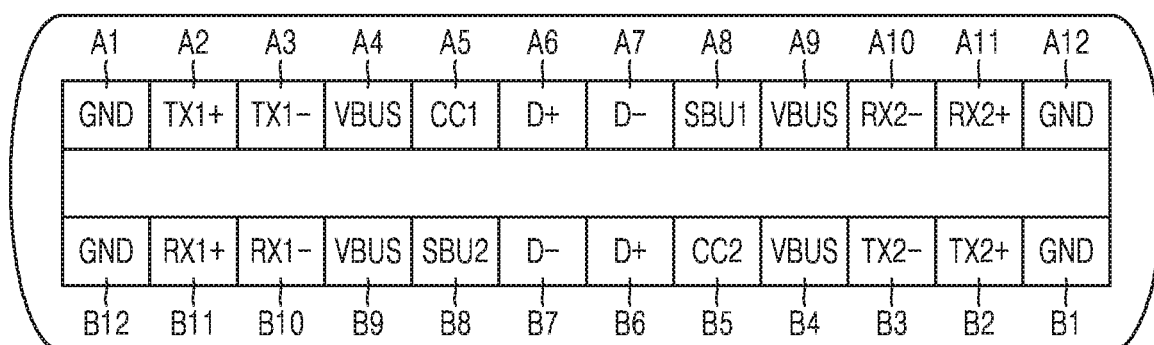 A1 A2 A3 A4 A5 A6 A7 A8 A9 A10 A11 A12
GND TX1+ TX1- VBUS CC1 D+ D- SBU1 VBUS RX2- RX2+ GND
GND RX1+ RX1- VBUS SBU2 D- D+ CC2 VBUS TX2- TX2+ GND
B12 B11 B10 B9 B8 B7 B6 B5 B4 B3 B2 B1